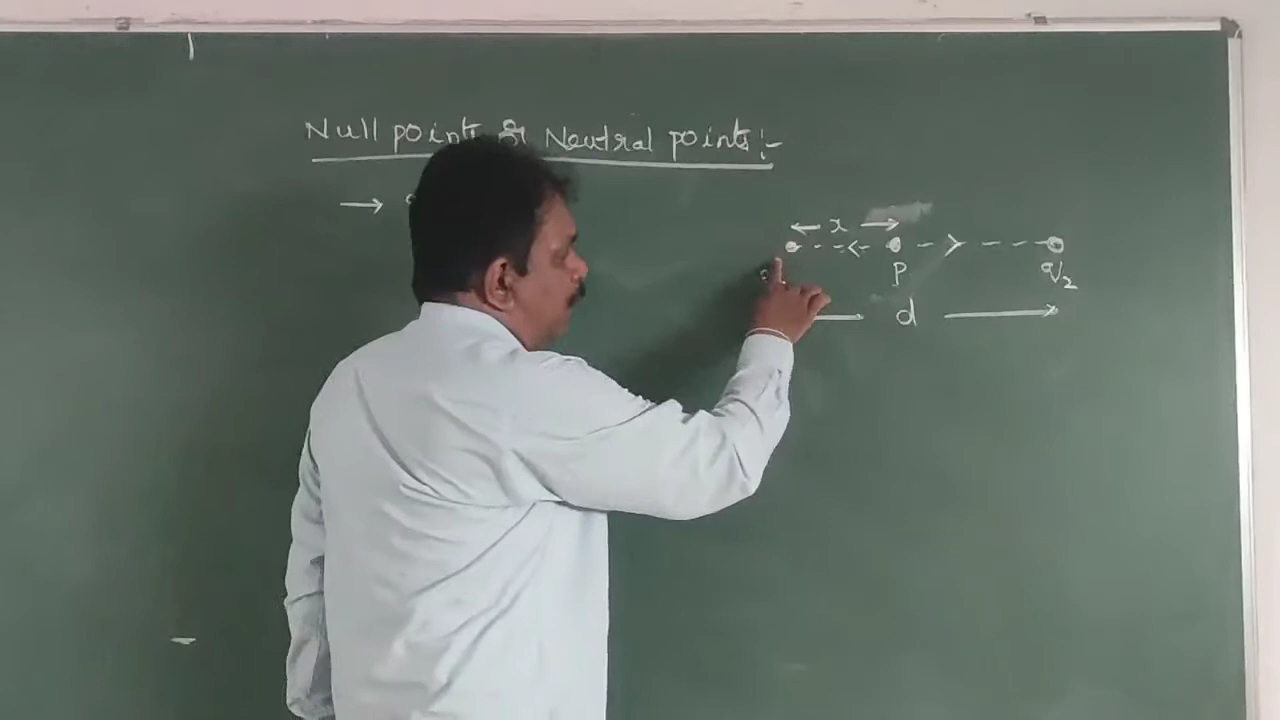 Null points or Neutral points:-
→
← x →
P q2
d →